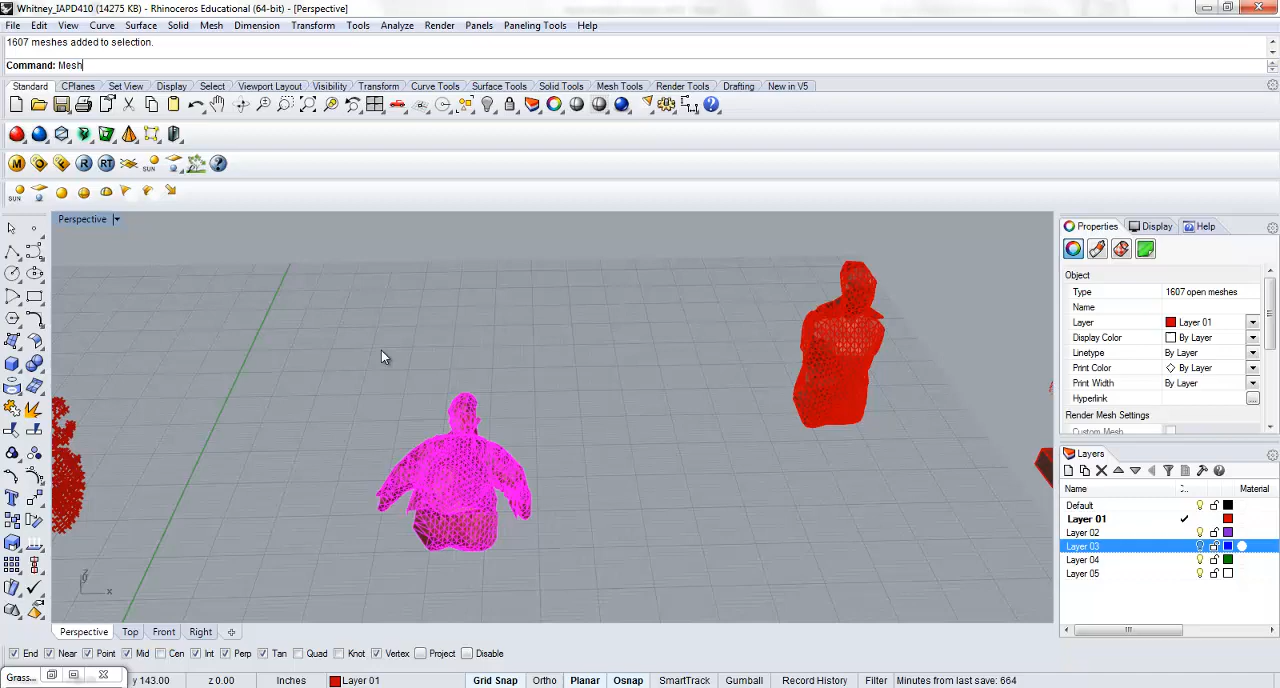 Whitney_IAPD410 (14275 KB) - Rhinoceros Educational (64-bit) - [Perspective]
File Edit View Curve Surface Solid Mesh Dimension Transform Tools Analyze Render Panels Paneling Tools Help
1607 meshes added to selection.
Command: Mesh
Standard CPlanes Set View Display Select Viewport Layout Visibility Transform Curve Tools Surface Tools Solid Tools Mesh Tools Render Tools Drafting New in V5
M O F R RT SUN ?
SUN
Perspective
Properties Display Help
Object
Type 1607 open meshes
Name
Layer Layer 01
Display Color By Layer
Linetype By Layer
Print Color By Layer
Print Width By Layer
Hyperlink ...
Render Mesh Settings
Custom Mesh
Layers
Name Material
Default
Layer 01
Layer 02
Layer 03
Layer 04
Layer 05
x
Perspective Top Front Right
End Near Point Mid Cen Int Perp Tan Quad Knot Vertex Project Disable
Grass... y 143.00 z 0.00 Inches Layer 01 Grid Snap Ortho Planar Osnap SmartTrack Gumball Record History Filter Minutes from last save: 664